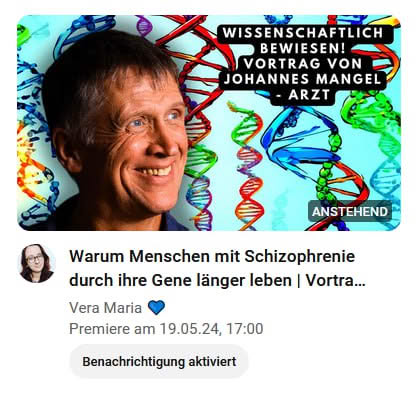 WISSENSCHAFTLICH
BEWIESEN!
VORTRAG VON
JOHANNES MANGEL
- ARZT
ANSTEHEND
Warum Menschen mit Schizophrenie
durch ihre Gene länger leben | Vortra...
Vera Maria 💙
Premiere am 19.05.24, 17:00
Benachrichtigung aktiviert